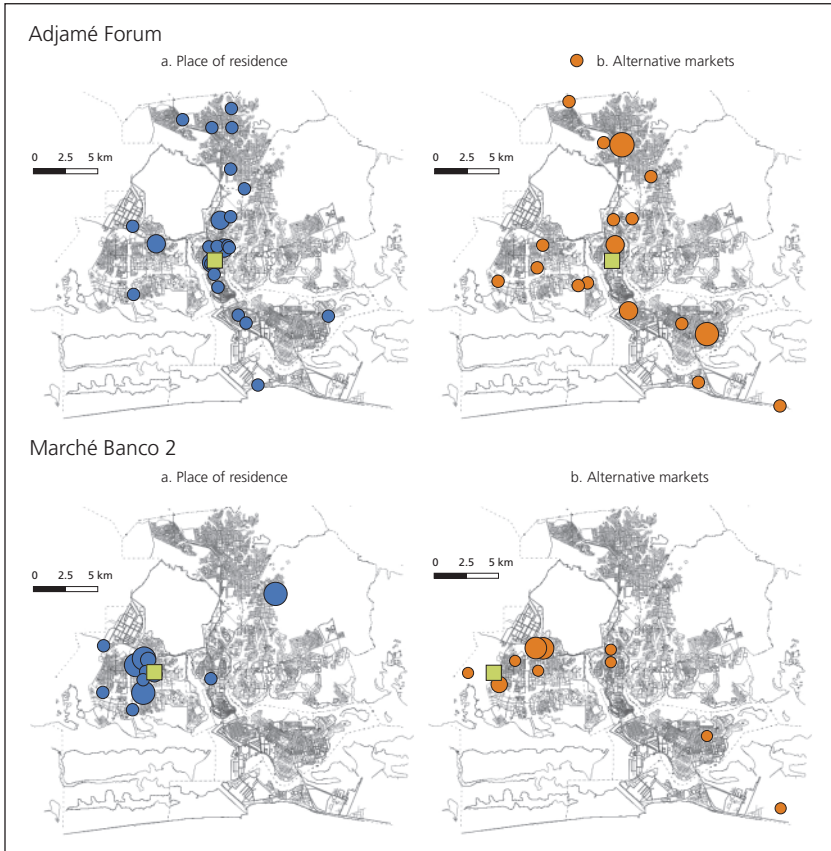 Adjamé Forum
a. Place of residence
b. Alternative markets
0 2.5 5 km
0 2.5 5 km
Marché Banco 2
a. Place of residence
b. Alternative markets
0 2.5 5 km
0 2.5 5 km